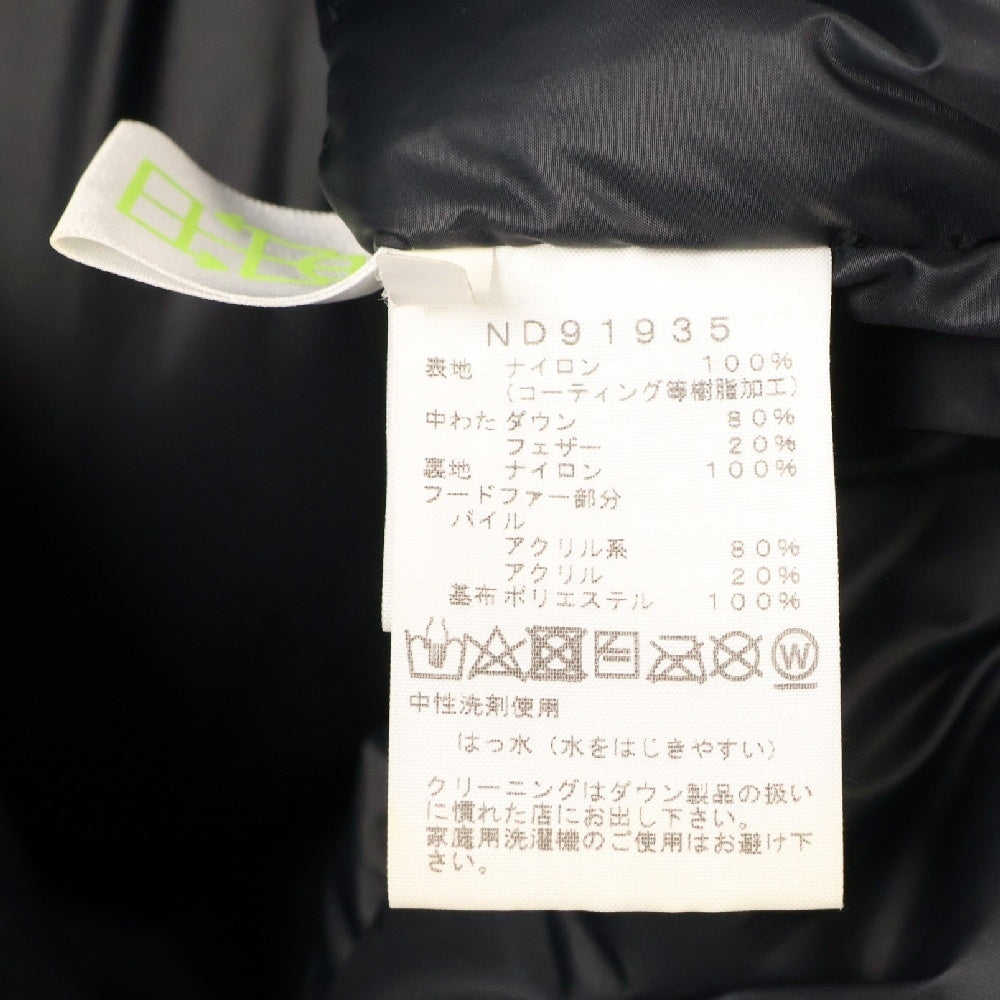 ND91935
表地 ナイロン 100%
(コーティング等樹脂加工)
中わた ダウン 80%
フェザー 20%
裏地 ナイロン 100%
フードファー部分
パイル
アクリル系 80%
アクリル 20%
基布 ポリエステル 100%
W
中性洗剤使用
はっ水(水をはじきやすい)
クリーニングはダウン製品の扱い
に慣れた店にお出し下さい。
家庭用洗濯機のご使用はお避け下
さい。